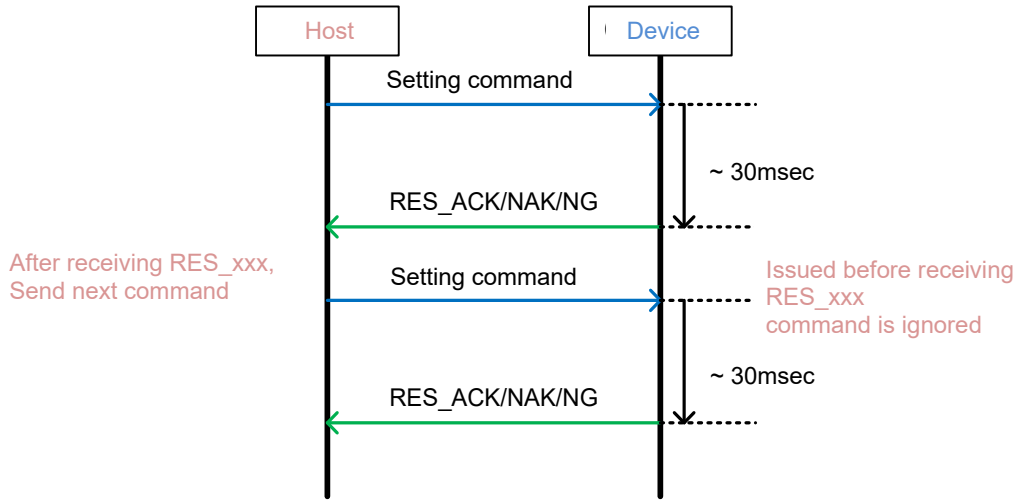 Host
Device
Setting command
~ 30msec
RES_ACK/NAK/NG
After receiving RES_xxx,
Send next command
Setting command
Issued before receiving
RES_xxx
command is ignored
~ 30msec
RES_ACK/NAK/NG